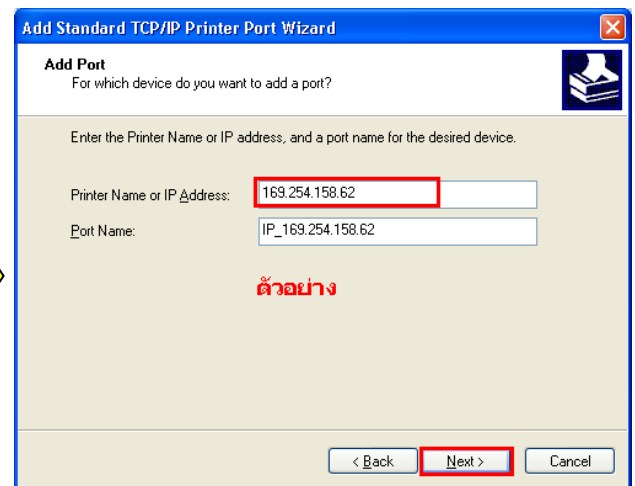 Add Standard TCP/IP Printer Port Wizard
Add Port
For which device do you want to add a port?
Enter the Printer Name or IP address, and a port name for the desired device.
Printer Name or IP Address: 169.254.158.62
Port Name: IP_169.254.158.62
ตัวอย่าง
< Back Next > Cancel